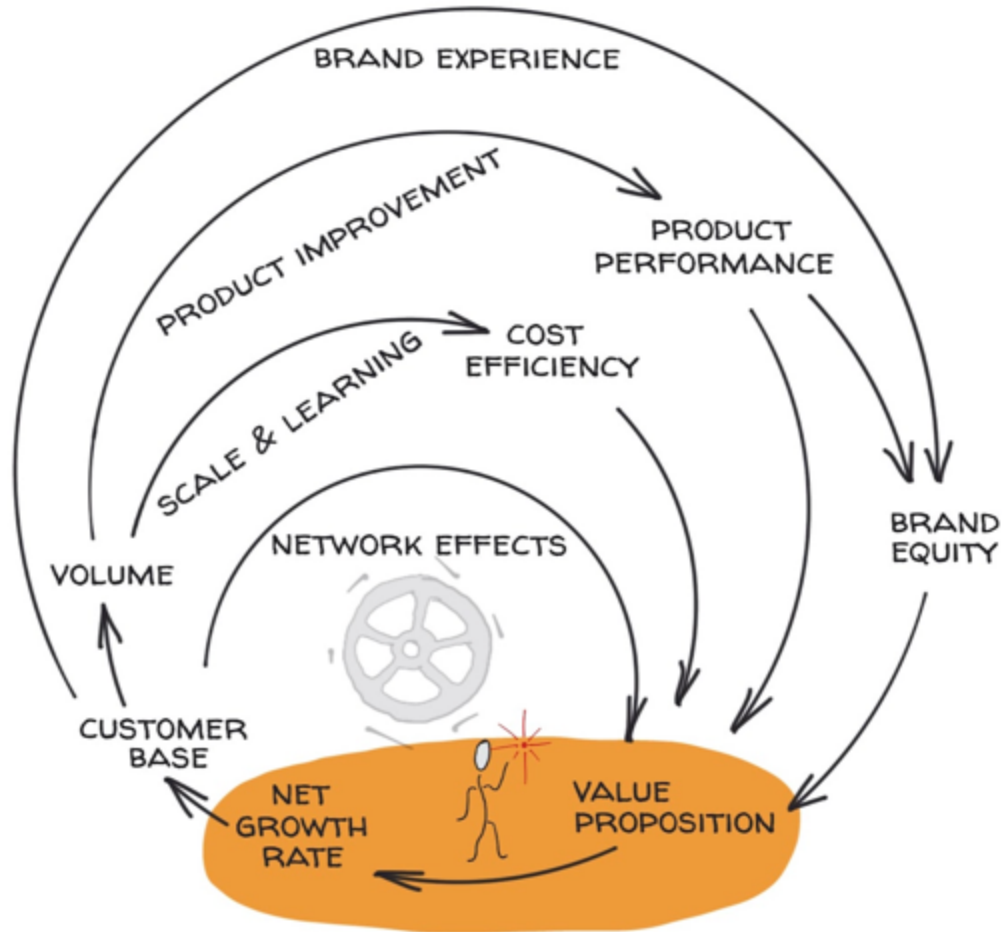 BRAND EXPERIENCE
PRODUCT IMPROVEMENT
PRODUCT
PERFORMANCE
COST
EFFICIENCY
SCALE & LEARNING
BRAND
EQUITY
NETWORK EFFECTS
VOLUME
CUSTOMER
BASE
NET
GROWTH
RATE
VALUE
PROPOSITION